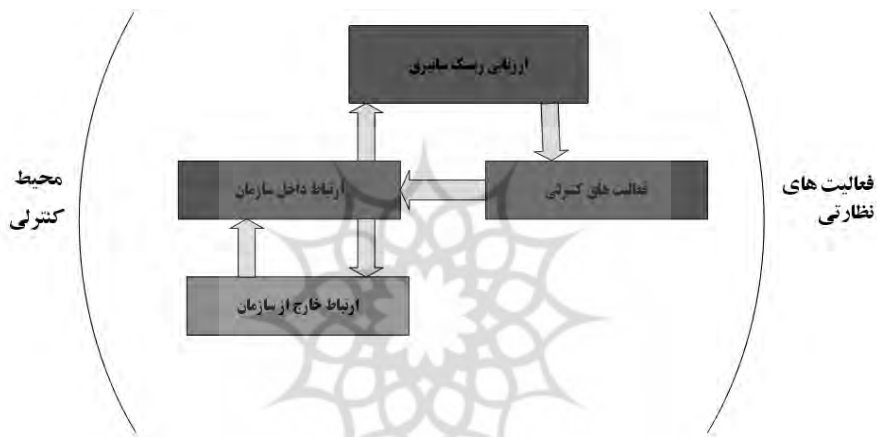 ارزیابی ریسک سایبری
فعالیت های
نظارتی
فعالیت های کنترلی
ارتباط داخل سازمان
محیط
کنترلی
ارتباط خارج از سازمان